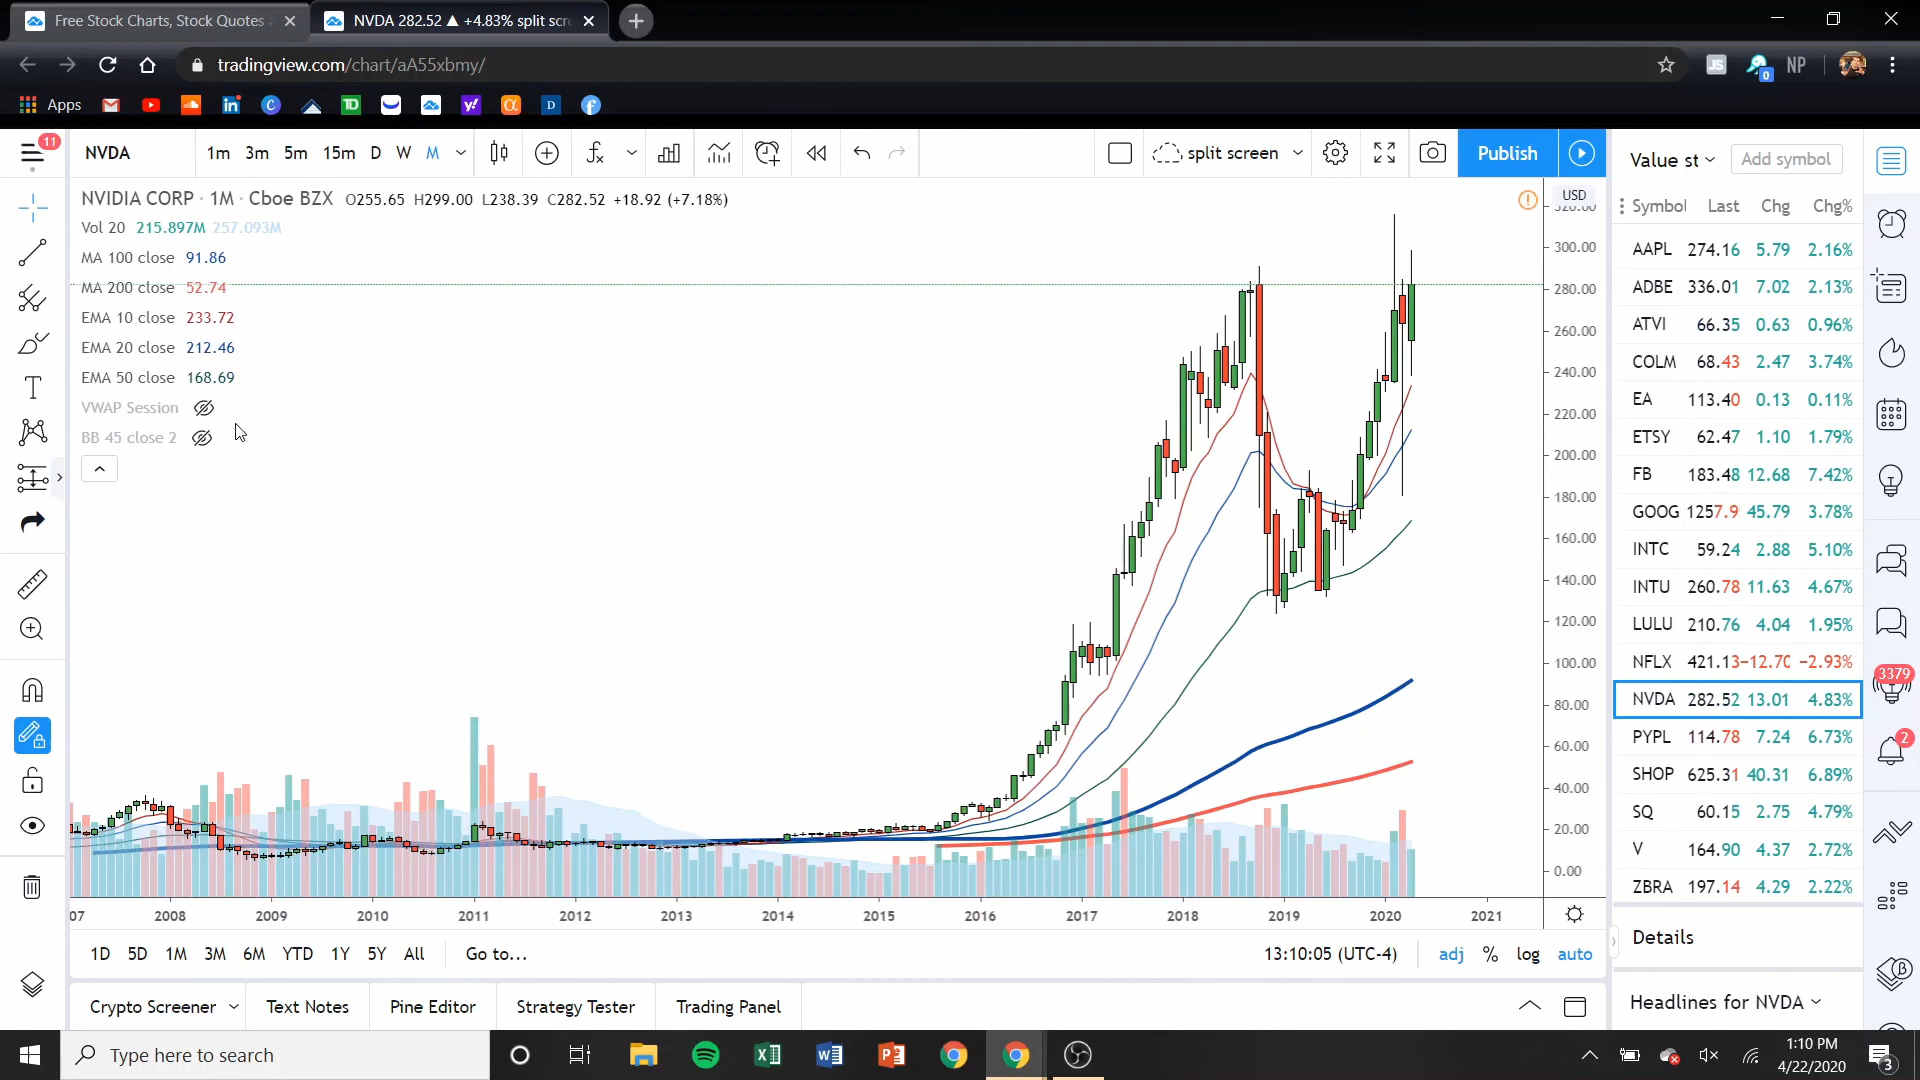 Free Stock Charts, Stock Quotes
NVDA 282.52 ▲ +4.83% split scr
tradingview.com/chart/aA55xbmy/
JS
0
NP
Apps
11
NVDA
1m 3m 5m 15m D W M
split screen
Publish
Value st
Add symbol
NVIDIA CORP · 1M · Cboe BZX O255.65 H299.00 L238.39 C282.52 +18.92 (+7.18%)
Vol 20 215.897M 257.093M
MA 100 close 91.86
MA 200 close 52.74
EMA 10 close 233.72
EMA 20 close 212.46
EMA 50 close 168.69
VWAP Session
BB 45 close 2
USD
320.00
300.00
280.00
260.00
240.00
220.00
200.00
180.00
160.00
140.00
120.00
100.00
80.00
60.00
40.00
20.00
0.00
07 2008 2009 2010 2011 2012 2013 2014 2015 2016 2017 2018 2019 2020 2021
Symbol Last Chg Chg%
AAPL 274.16 5.79 2.16%
ADBE 336.01 7.02 2.13%
ATVI 66.35 0.63 0.96%
COLM 68.43 2.47 3.74%
EA 113.40 0.13 0.11%
ETSY 62.47 1.10 1.79%
FB 183.48 12.68 7.42%
GOOG 1257.9 45.79 3.78%
INTC 59.24 2.88 5.10%
INTU 260.78 11.63 4.67%
LULU 210.76 4.04 1.95%
NFLX 421.13 −12.70 −2.93%
NVDA 282.52 13.01 4.83%
PYPL 114.78 7.24 6.73%
SHOP 625.31 40.31 6.89%
SQ 60.15 2.75 4.79%
V 164.90 4.37 2.72%
ZBRA 197.14 4.29 2.22%
3379
2
Details
Headlines for NVDA
1D 5D 1M 3M 6M YTD 1Y 5Y All Go to...
13:10:05 (UTC-4) adj % log auto
Crypto Screener Text Notes Pine Editor Strategy Tester Trading Panel
Type here to search
1:10 PM
4/22/2020
3